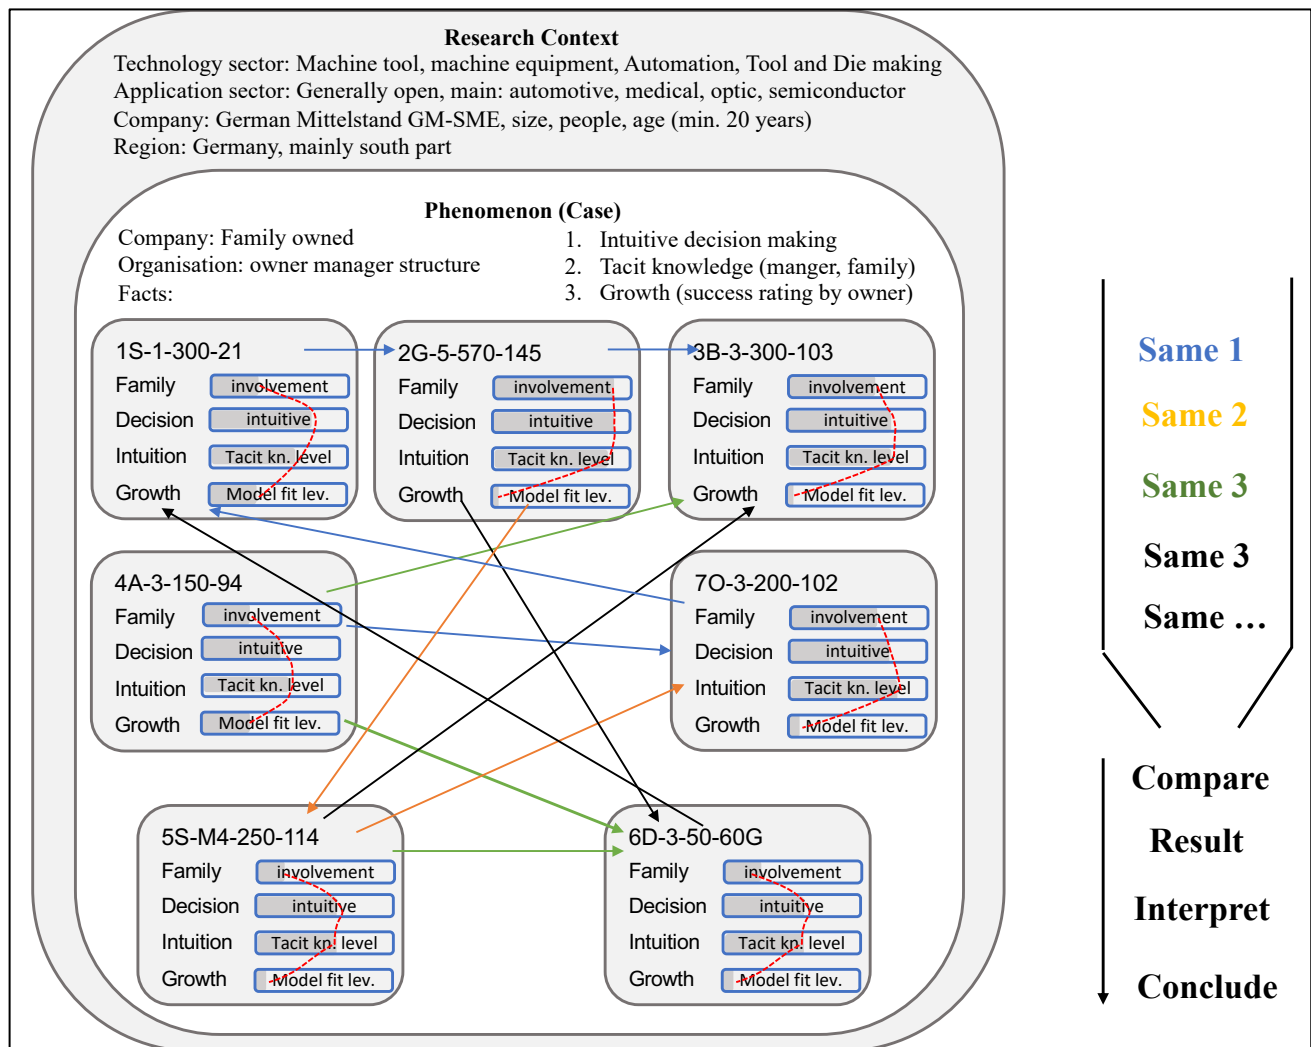 Research Context
Technology sector: Machine tool, machine equipment, Automation, Tool and Die making
Application sector: Generally open, main: automotive, medical, optic, semiconductor
Company: German Mittelstand GM-SME, size, people, age (min. 20 years)
Region: Germany, mainly south part
Phenomenon (Case)
Company: Family owned
Organisation: owner manager structure
Facts:
1. Intuitive decision making
2. Tacit knowledge (manger, family)
3. Growth (success rating by owner)
1S-1-300-21
Family involvement
Decision intuitive
Intuition Tacit kn. level
Growth Model fit lev.
2G-5-570-145
Family involvement
Decision intuitive
Intuition Tacit kn. level
Growth Model fit lev.
3B-3-300-103
Family involvement
Decision intuitive
Intuition Tacit kn. level
Growth Model fit lev.
4A-3-150-94
Family involvement
Decision intuitive
Intuition Tacit kn. level
Growth Model fit lev.
7O-3-200-102
Family involvement
Decision intuitive
Intuition Tacit kn. level
Growth Model fit lev.
5S-M4-250-114
Family involvement
Decision intuitive
Intuition Tacit kn. level
Growth Model fit lev.
6D-3-50-60G
Family involvement
Decision intuitive
Intuition Tacit kn. level
Growth Model fit lev.
Same 1
Same 2
Same 3
Same 3
Same …
Compare
Result
Interpret
Conclude